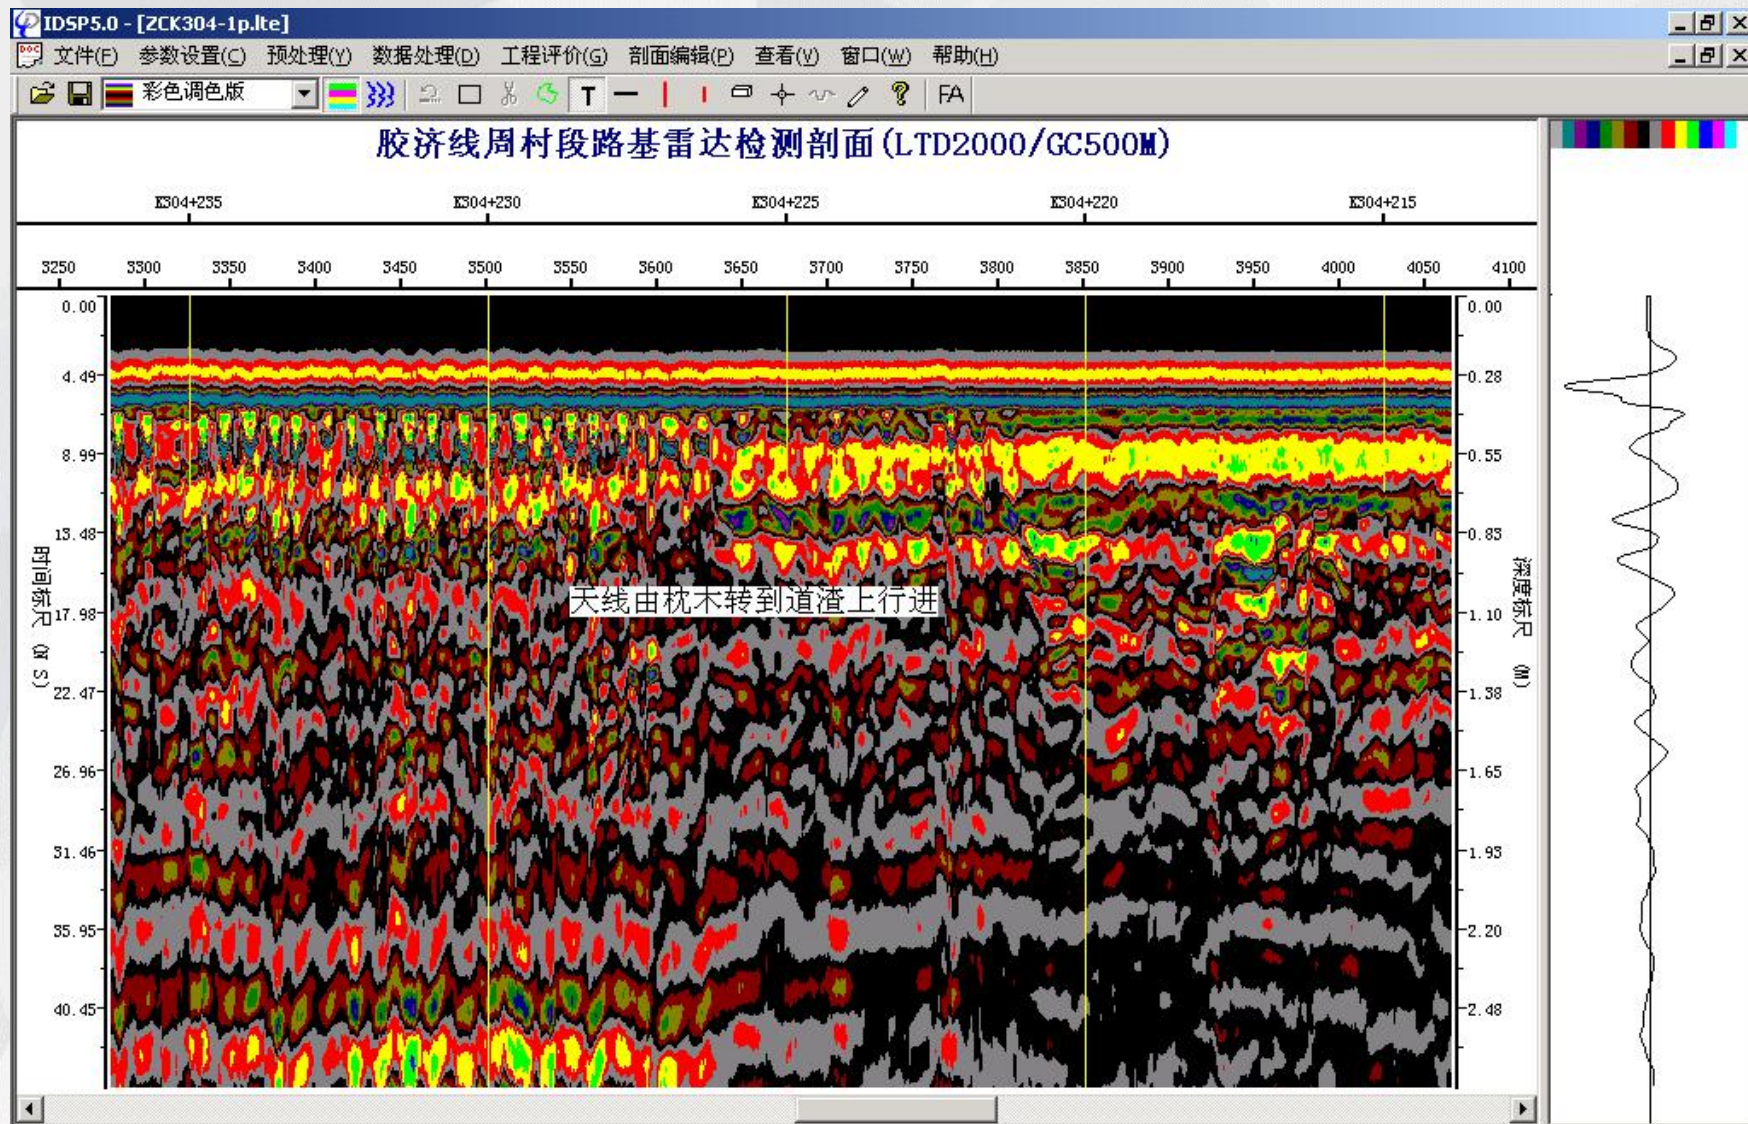 IDSP5.0 - [ZCK304-1p.lte]
文件(F) 参数设置(C) 预处理(Y) 数据处理(D) 工程评价(G) 剖面编辑(P) 查看(V) 窗口(W) 帮助(H)
彩色调色版 T FA
胶济线周村段路基雷达检测剖面(LTD2000/GC500M)
K304+235 K304+230 K304+225 K304+220 K304+215
3250 3300 3350 3400 3450 3500 3550 3600 3650 3700 3750 3800 3850 3900 3950 4000 4050 4100
0.00 0.00
4.49 0.28
8.99 0.55
13.48 0.83
天线由枕木转到道渣上行进
17.98 1.10
22.47 1.38
26.96 1.65
31.46 1.93
35.95 2.20
40.45 2.48
时间标尺 (N S)
深度标尺 (M)